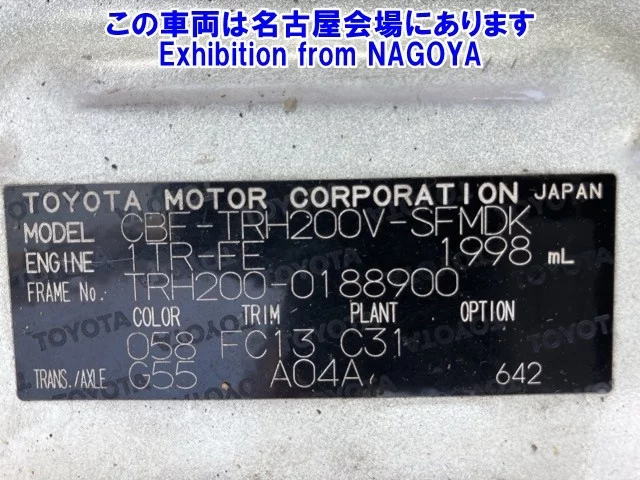 この車両は名古屋会場にあります
Exhibition from NAGOYA
TOYOTA MOTOR CORPORATION JAPAN
MODEL CBF-TRH200V-SFMDK
ENGINE 1TR-FE 1998 mL
FRAME No. TRH200-0188900
COLOR TRIM PLANT OPTION
058 FC13 C31
TRANS./AXLE G55 A04A 642